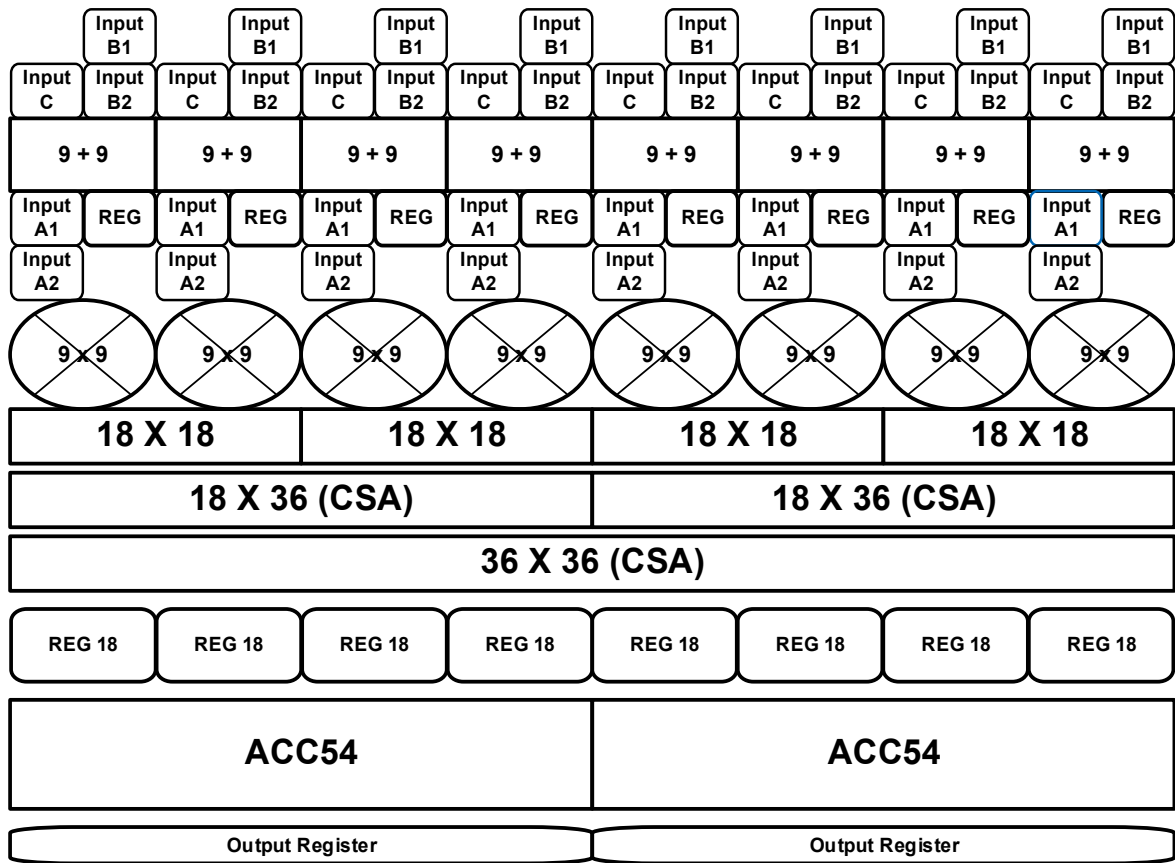 Input B1 Input B1 Input B1 Input B1 Input B1 Input B1 Input B1 Input B1
Input C Input B2 Input C Input B2 Input C Input B2 Input C Input B2 Input C Input B2 Input C Input B2 Input C Input B2 Input C Input B2
9 + 9 9 + 9 9 + 9 9 + 9 9 + 9 9 + 9 9 + 9 9 + 9
Input A1 REG Input A1 REG Input A1 REG Input A1 REG Input A1 REG Input A1 REG Input A1 REG Input A1 REG
Input A2 Input A2 Input A2 Input A2 Input A2 Input A2 Input A2 Input A2
9 x 9 9 x 9 9 x 9 9 x 9 9 x 9 9 x 9 9 x 9 9 x 9
18 X 18 18 X 18 18 X 18 18 X 18
18 X 36 (CSA) 18 X 36 (CSA)
36 X 36 (CSA)
REG 18 REG 18 REG 18 REG 18 REG 18 REG 18 REG 18 REG 18
ACC54 ACC54
Output Register Output Register